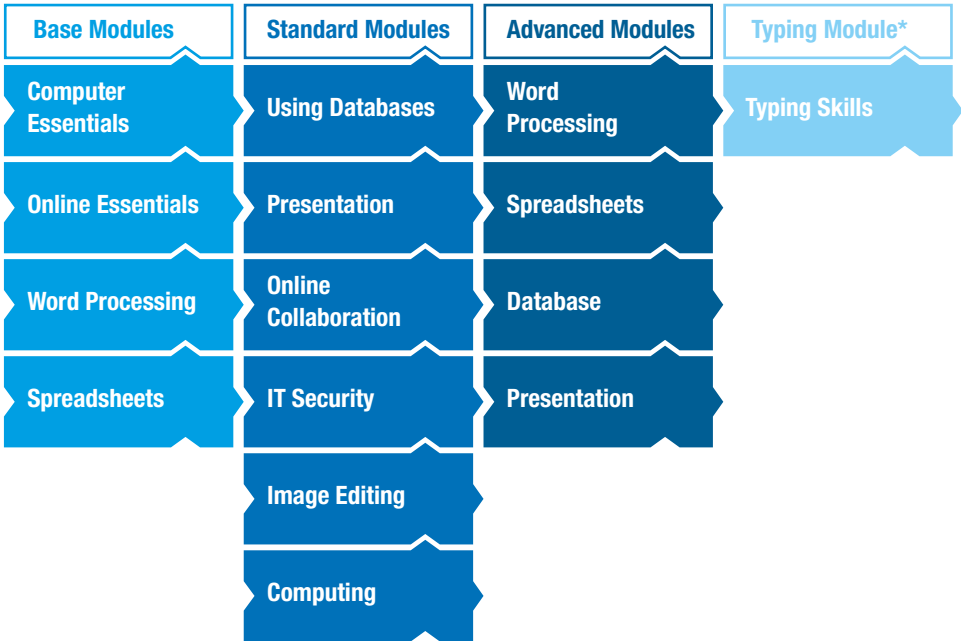 Base Modules
Computer
Essentials
Online Essentials
Word Processing
Spreadsheets
Standard Modules
Using Databases
Presentation
Online
Collaboration
IT Security
Image Editing
Computing
Advanced Modules
Word
Processing
Spreadsheets
Database
Presentation
Typing Module*
Typing Skills